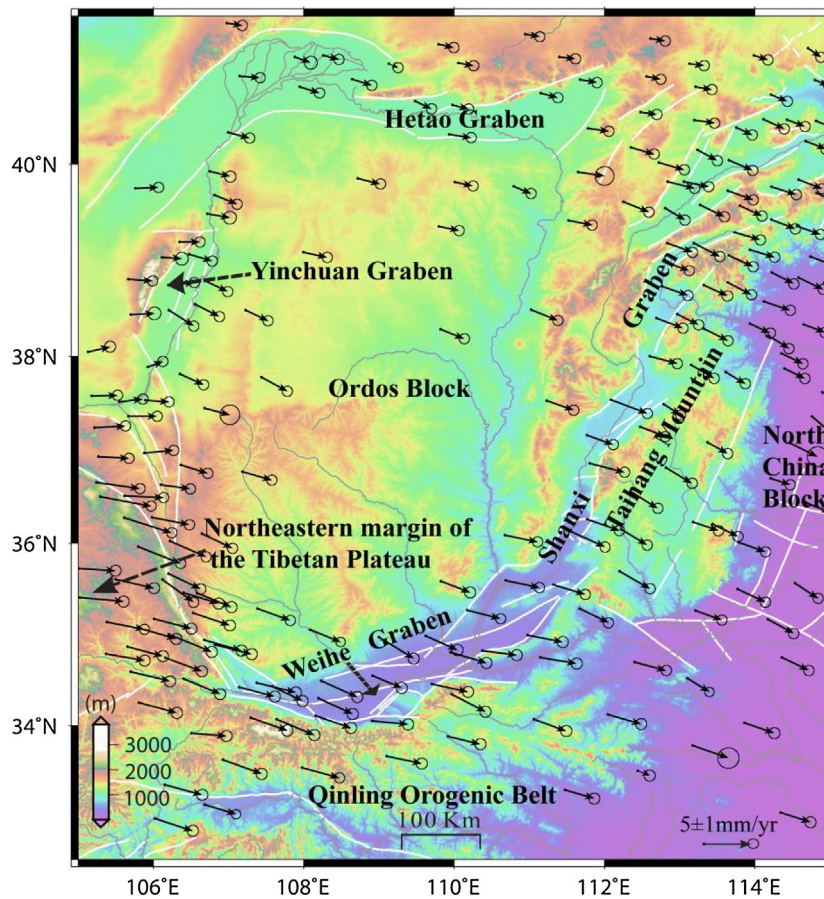 Hetao Graben
40°N
Yinchuan Graben
Graben
38°N
Ordos Block
Taihang Mountain
North
China
Block
Shanxi
Northeastern margin of
the Tibetan Plateau
36°N
Weihe Graben
(m)
34°N
3000
2000
1000
Qinling Orogenic Belt
100 Km
5±1mm/yr
106°E
108°E
110°E
112°E
114°E